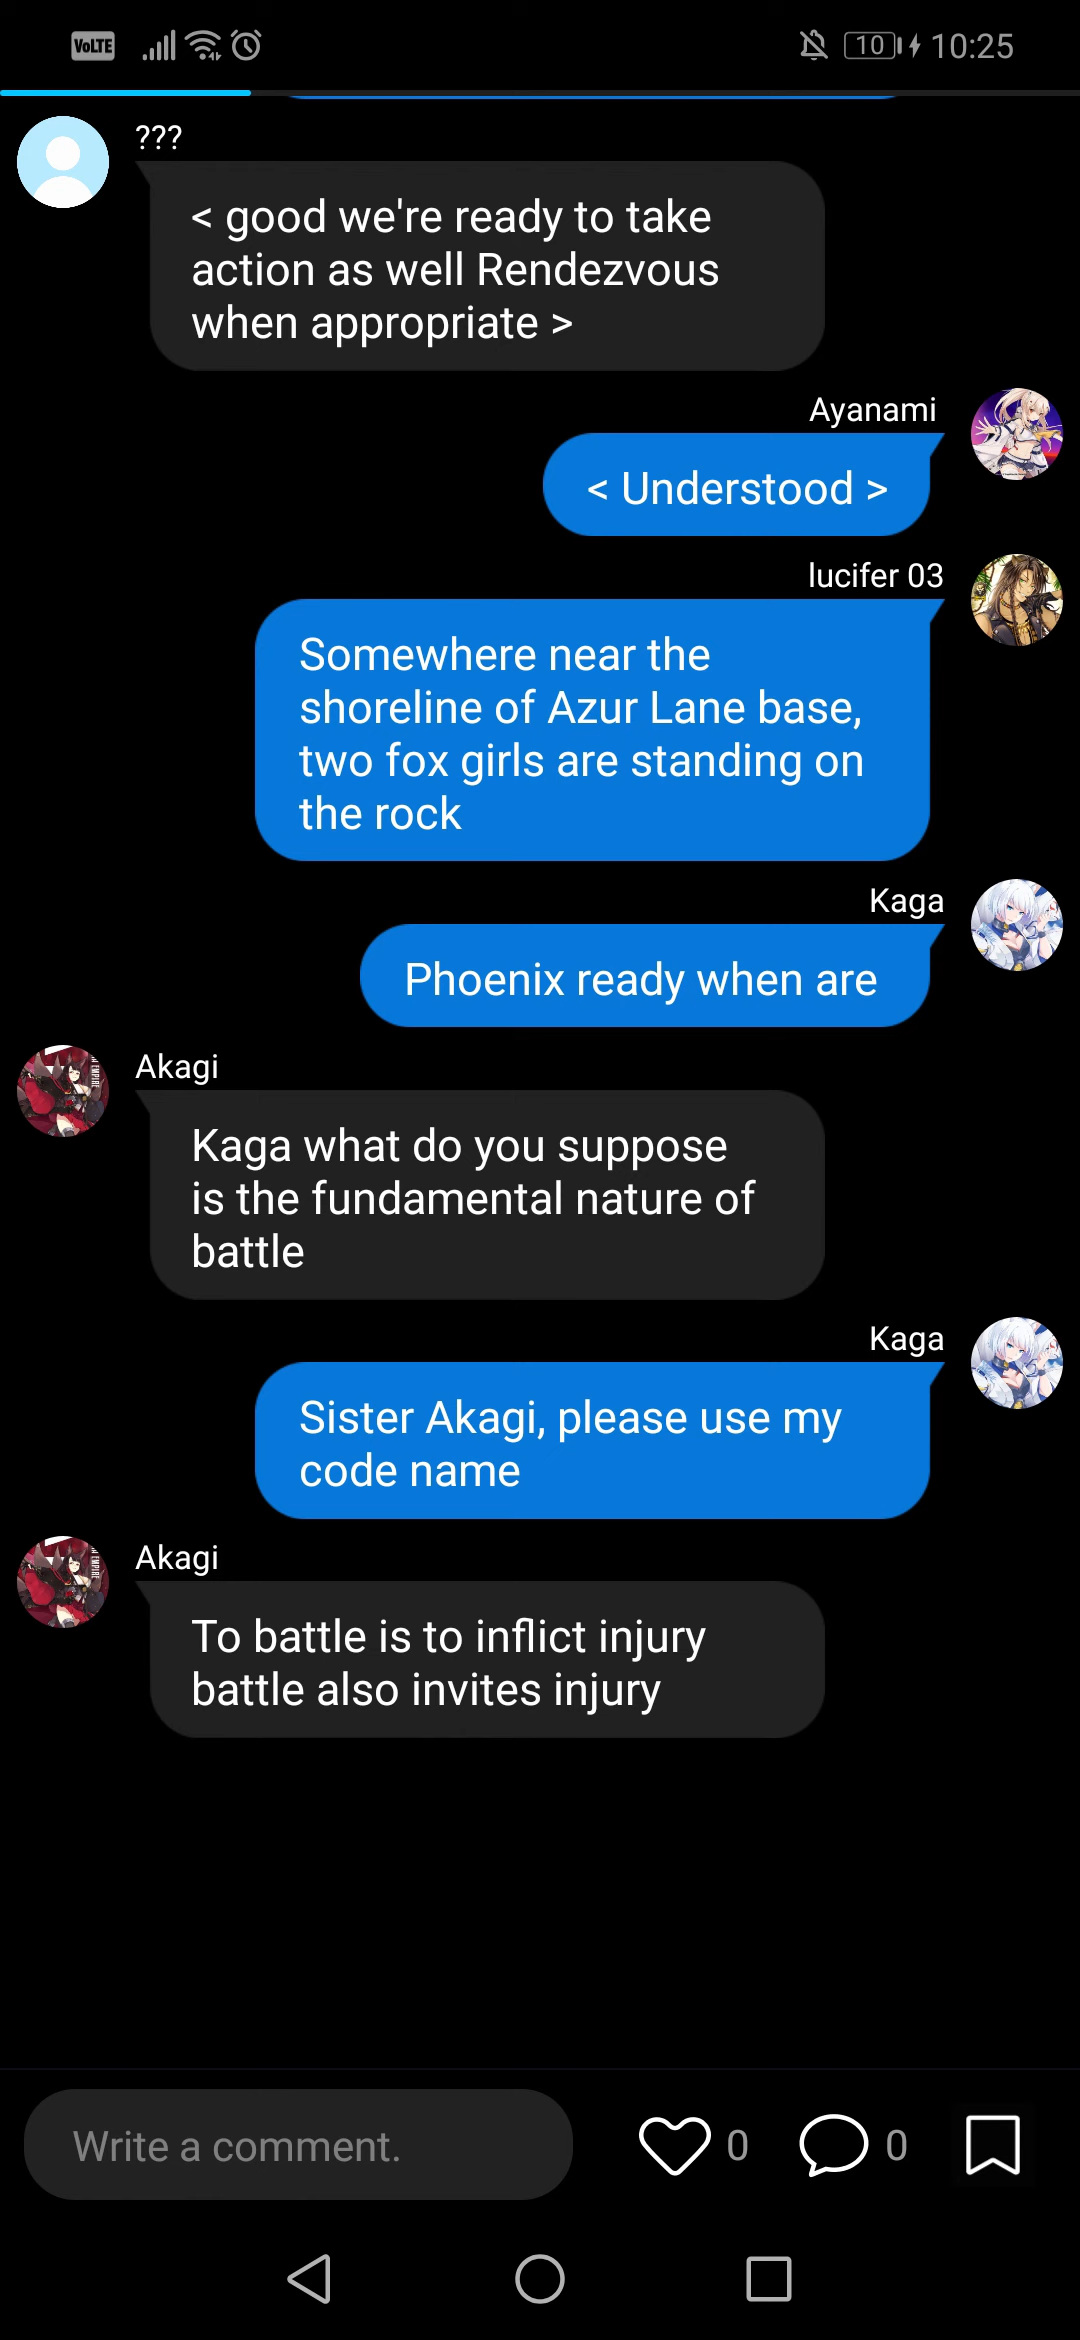 VoLTE
10
10:25
???
< good we're ready to take
action as well Rendezvous
when appropriate >
Ayanami
< Understood >
lucifer 03
Somewhere near the
shoreline of Azur Lane base,
two fox girls are standing on
the rock
Kaga
Phoenix ready when are
Akagi
Kaga what do you suppose
is the fundamental nature of
battle
Kaga
Sister Akagi, please use my
code name
Akagi
To battle is to inflict injury
battle also invites injury
Write a comment.
0
0